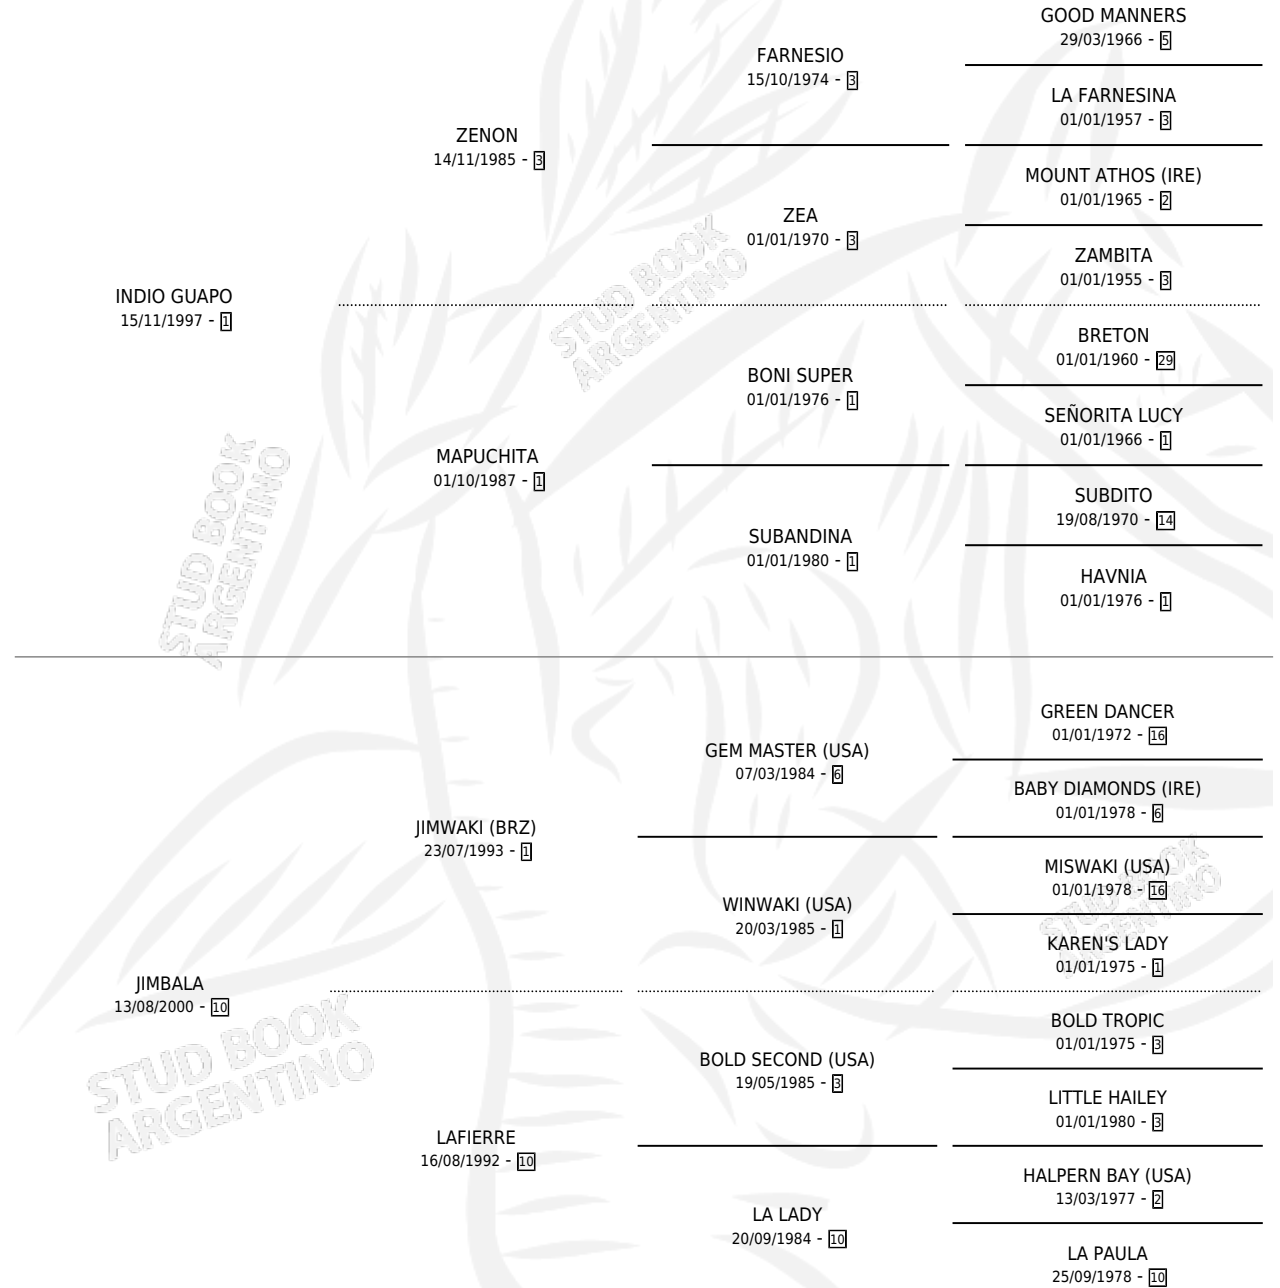 GOOD MANNERS
29/03/1966 - 5
FARNESIO
15/10/1974 - 3
LA FARNESINA
01/01/1957 - 3
ZENON
14/11/1985 - 3
MOUNT ATHOS (IRE)
01/01/1965 - 2
ZEA
01/01/1970 - 3
ZAMBITA
01/01/1955 - 3
INDIO GUAPO
15/11/1997 - 1
BRETON
01/01/1960 - 29
BONI SUPER
01/01/1976 - 1
SEÑORITA LUCY
01/01/1966 - 1
MAPUCHITA
01/10/1987 - 1
SUBDITO
19/08/1970 - 14
SUBANDINA
01/01/1980 - 1
HAVNIA
01/01/1976 - 1
GREEN DANCER
01/01/1972 - 16
GEM MASTER (USA)
07/03/1984 - 6
BABY DIAMONDS (IRE)
01/01/1978 - 6
JIMWAKI (BRZ)
23/07/1993 - 1
MISWAKI (USA)
01/01/1978 - 16
WINWAKI (USA)
20/03/1985 - 1
KAREN'S LADY
01/01/1975 - 1
JIMBALA
13/08/2000 - 10
BOLD TROPIC
01/01/1975 - 3
BOLD SECOND (USA)
19/05/1985 - 3
LITTLE HAILEY
01/01/1980 - 3
LAFIERRE
16/08/1992 - 10
HALPERN BAY (USA)
13/03/1977 - 2
LA LADY
20/09/1984 - 10
LA PAULA
25/09/1978 - 10
STUD BOOK
ARGENTINO
STUD BOOK
ARGENTINO
STUD BOOK
ARGENTINO
STUD BOOK
ARGENTINO